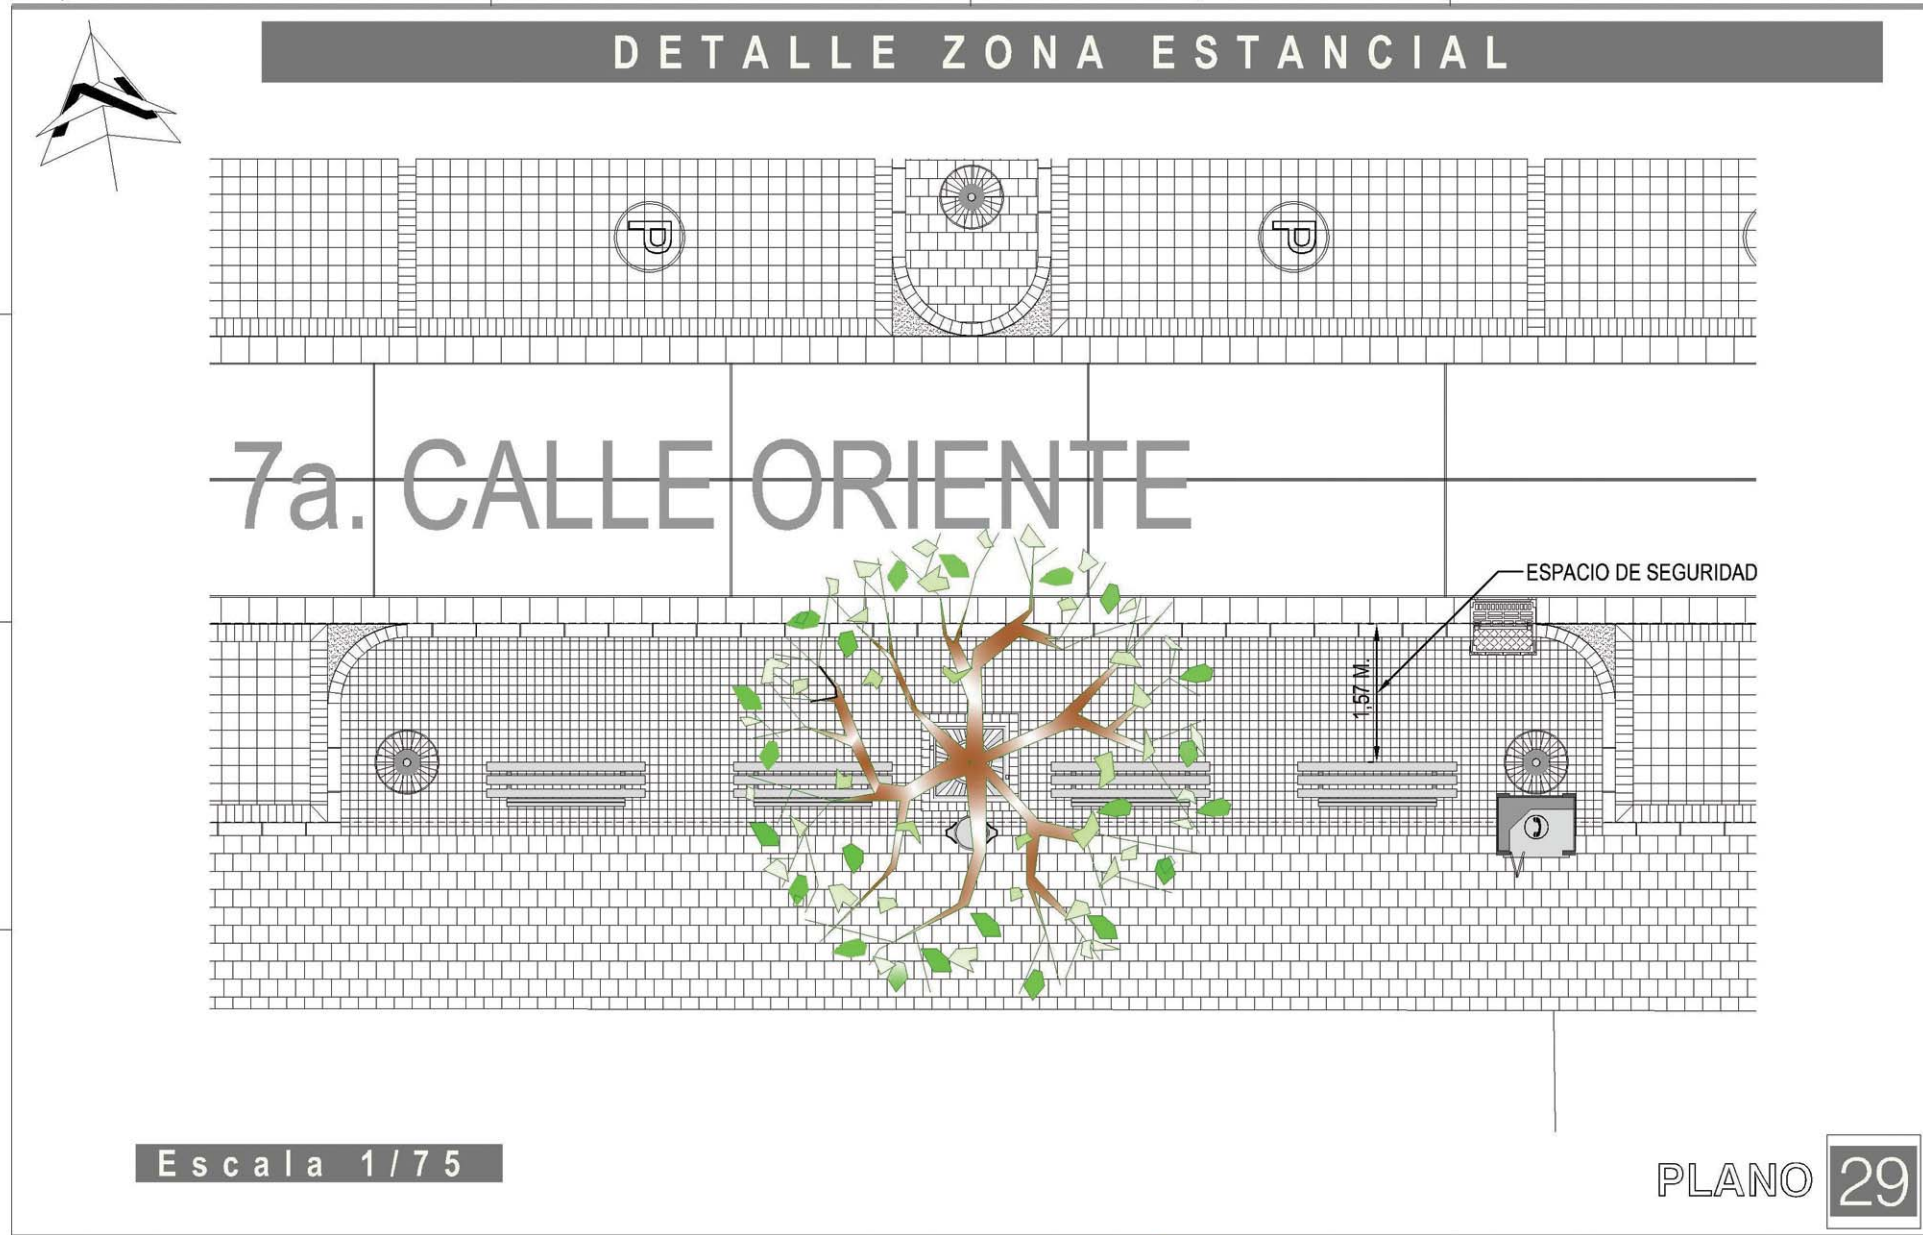 DETALLE ZONA ESTANCIAL
P
P
7a. CALLE ORIENTE
ESPACIO DE SEGURIDAD
1,57 M.
Escala 1/75
PLANO 29